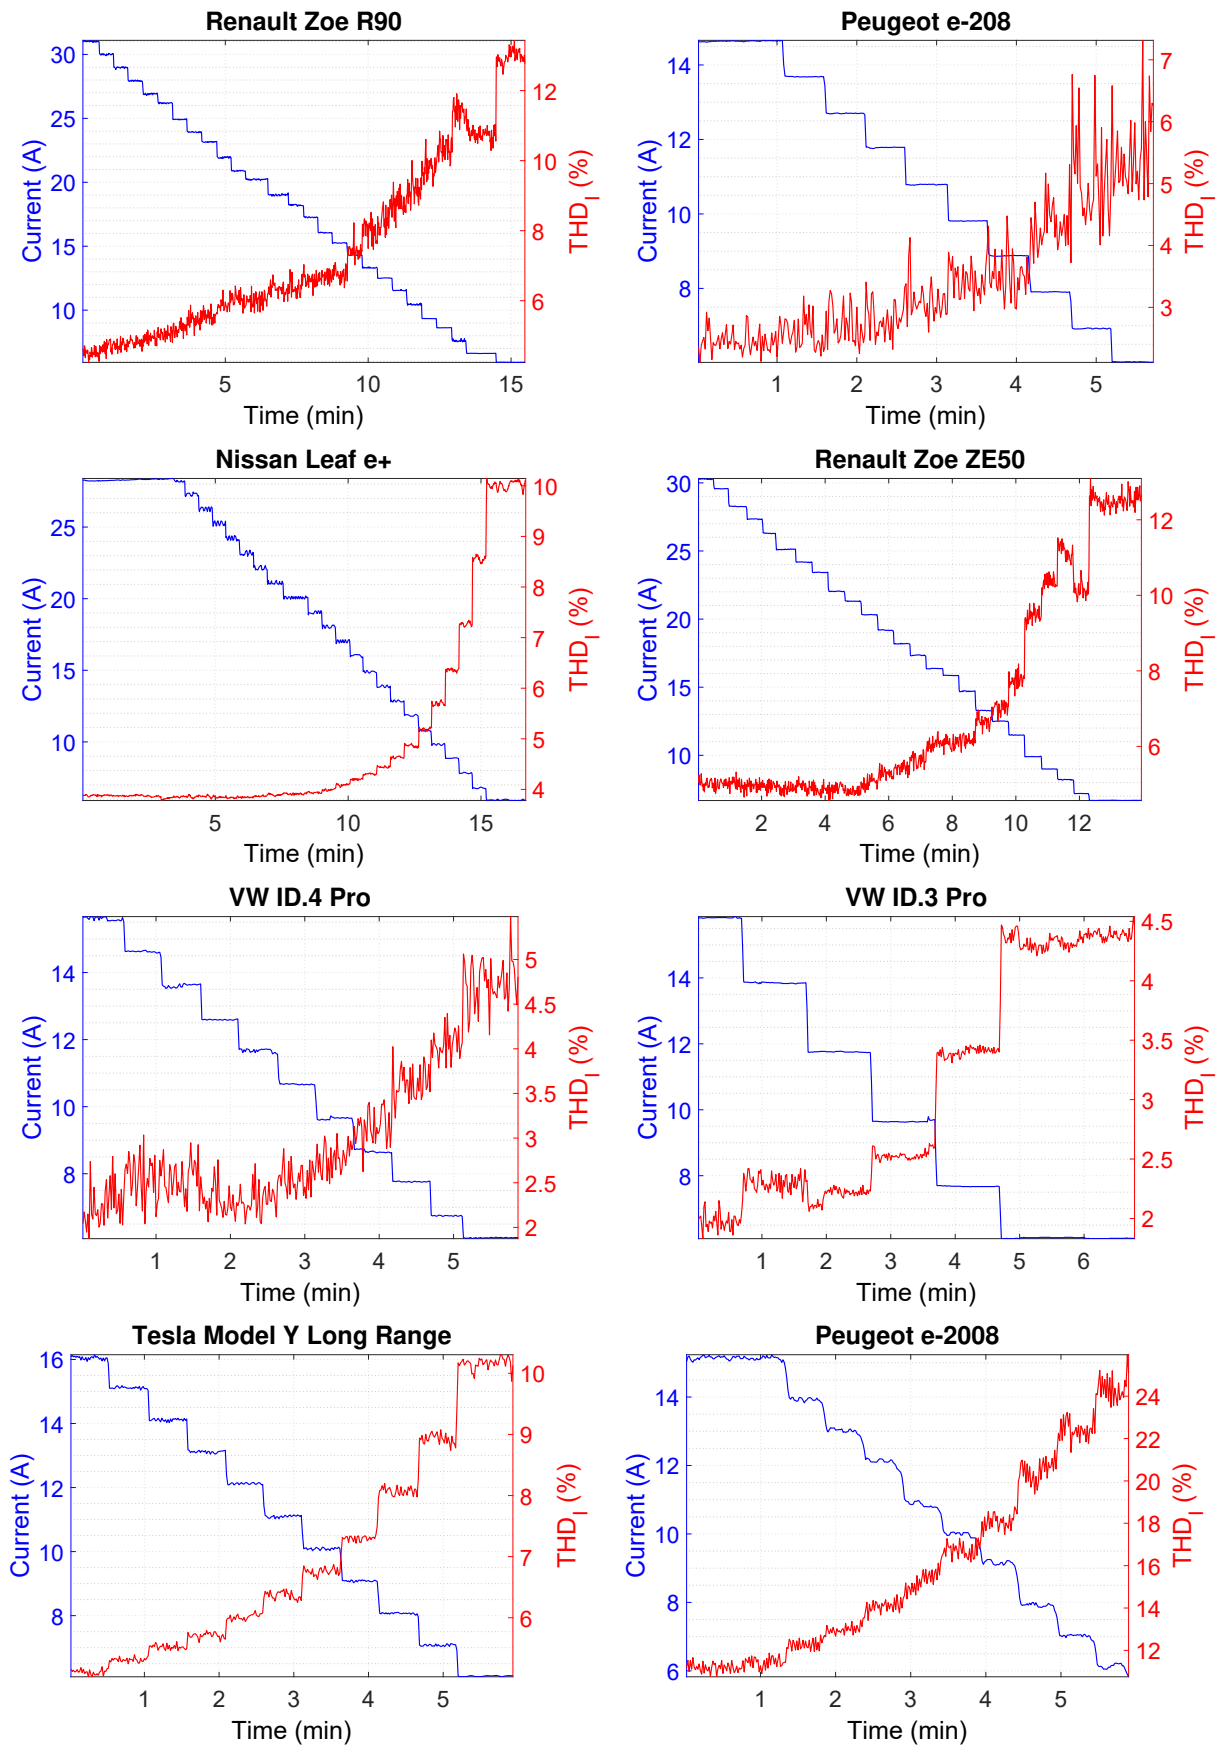 Renault Zoe R90
30
25
20
15
10
Current (A)
12
10
8
6
THD_I (%)
5 10 15
Time (min)
Peugeot e-208
14
12
10
8
Current (A)
7
6
5
4
3
THD_I (%)
1 2 3 4 5
Time (min)
Nissan Leaf e+
25
20
15
10
Current (A)
10
9
8
7
6
5
4
THD_I (%)
5 10 15
Time (min)
Renault Zoe ZE50
30
25
20
15
10
Current (A)
12
10
8
6
THD_I (%)
2 4 6 8 10 12
Time (min)
VW ID.4 Pro
14
12
10
8
Current (A)
5
4.5
4
3.5
3
2.5
2
THD_I (%)
1 2 3 4 5
Time (min)
VW ID.3 Pro
14
12
10
8
Current (A)
4.5
4
3.5
3
2.5
2
THD_I (%)
1 2 3 4 5 6
Time (min)
Tesla Model Y Long Range
16
14
12
10
8
Current (A)
10
9
8
7
6
THD_I (%)
1 2 3 4 5
Time (min)
Peugeot e-2008
14
12
10
8
6
Current (A)
24
22
20
18
16
14
12
THD_I (%)
1 2 3 4 5
Time (min)